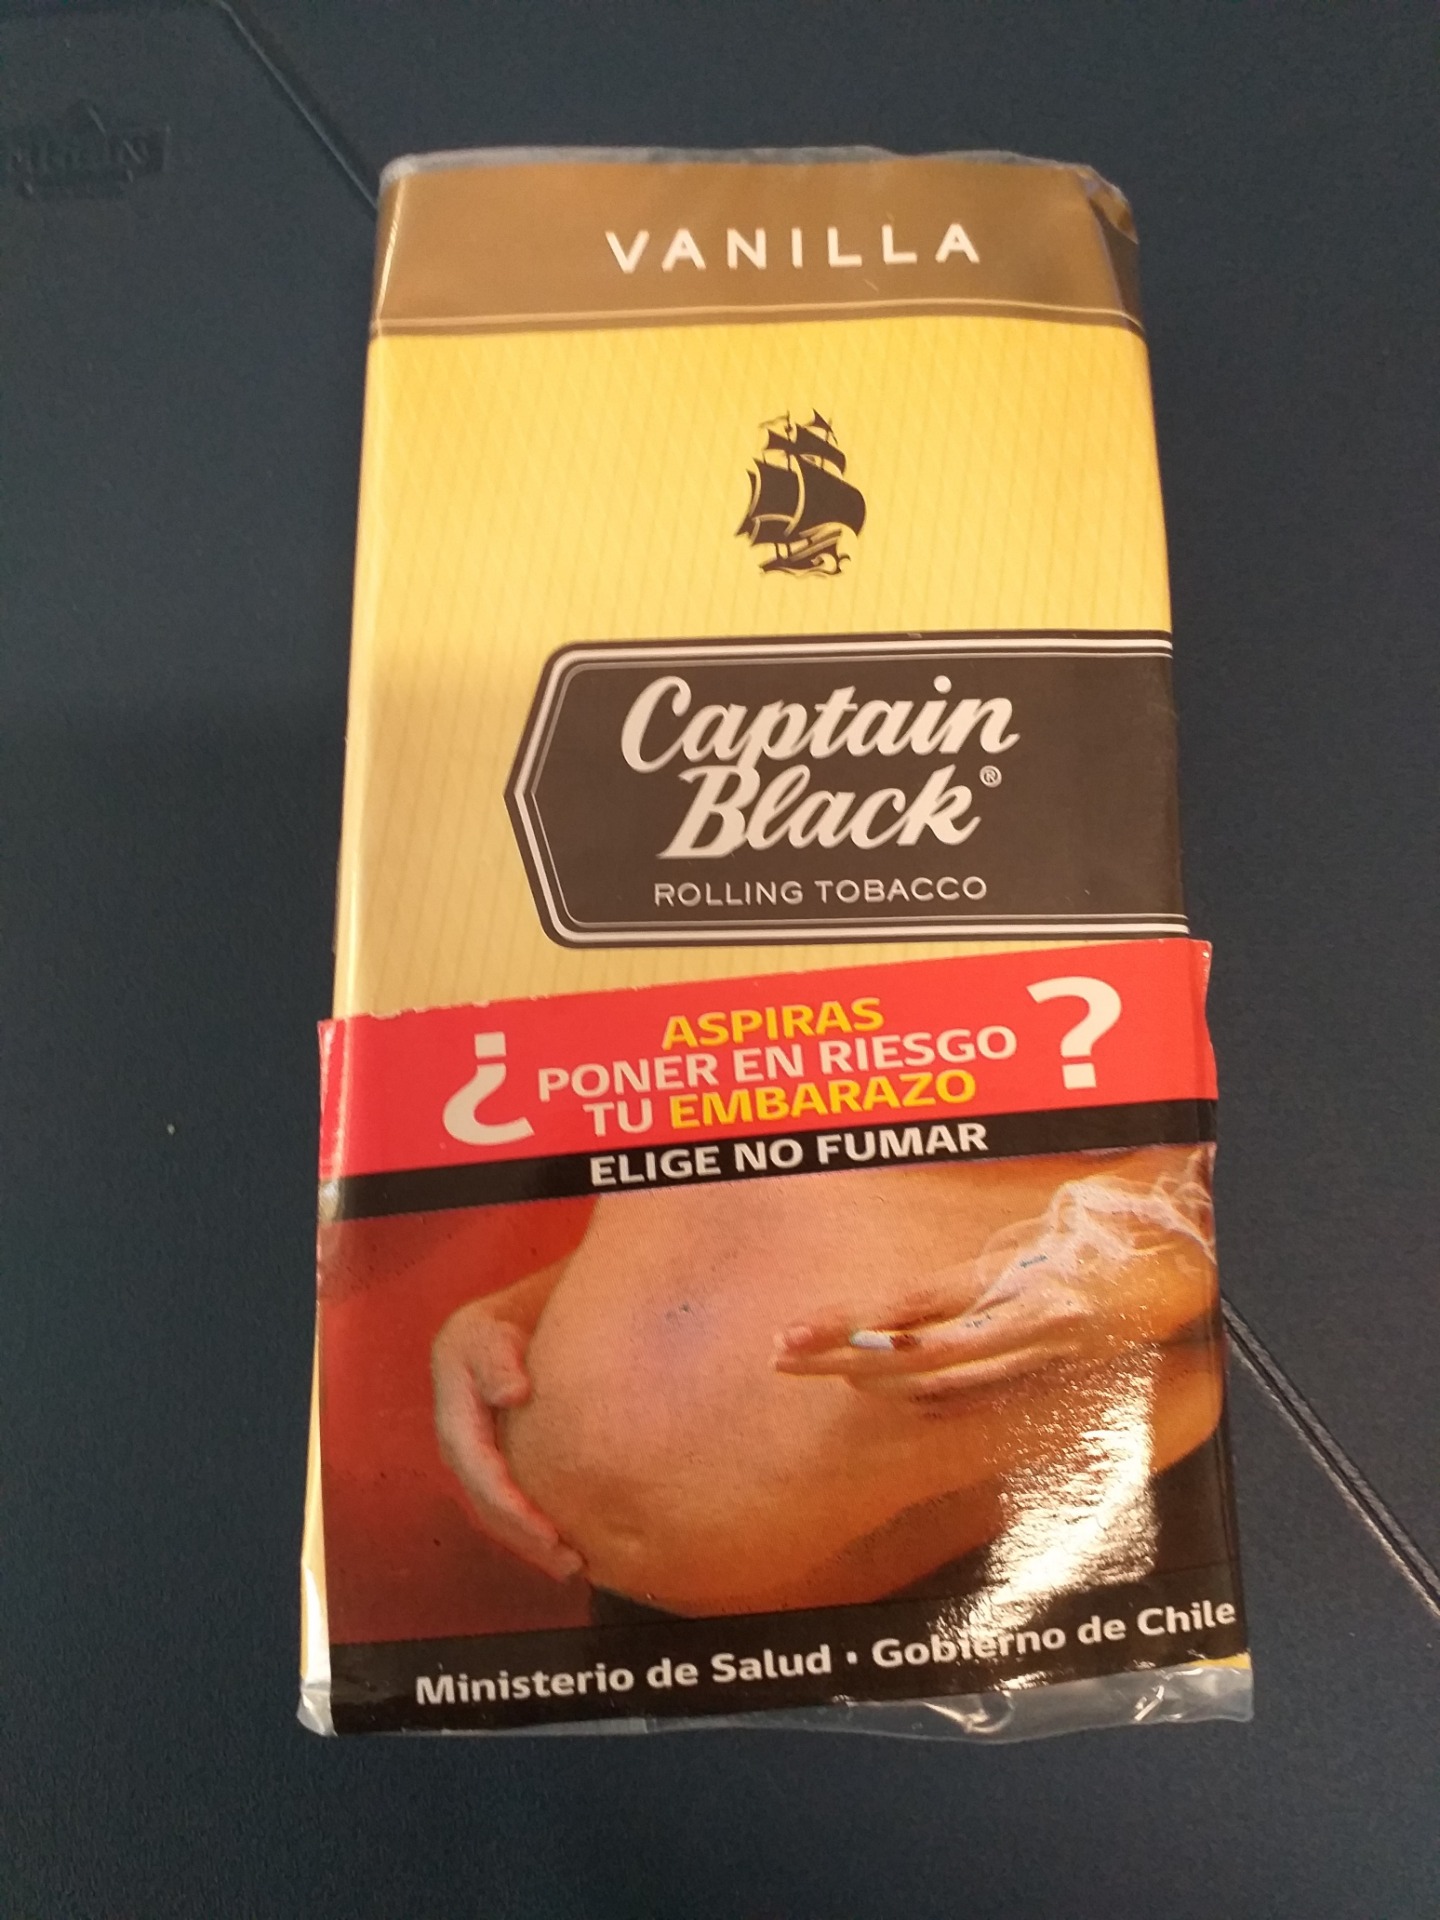 VANILLA
Captain
Black®
ROLLING TOBACCO
¿ ASPIRAS
PONER EN RIESGO
TU EMBARAZO ?
ELIGE NO FUMAR
Ministerio de Salud · Gobierno de Chile